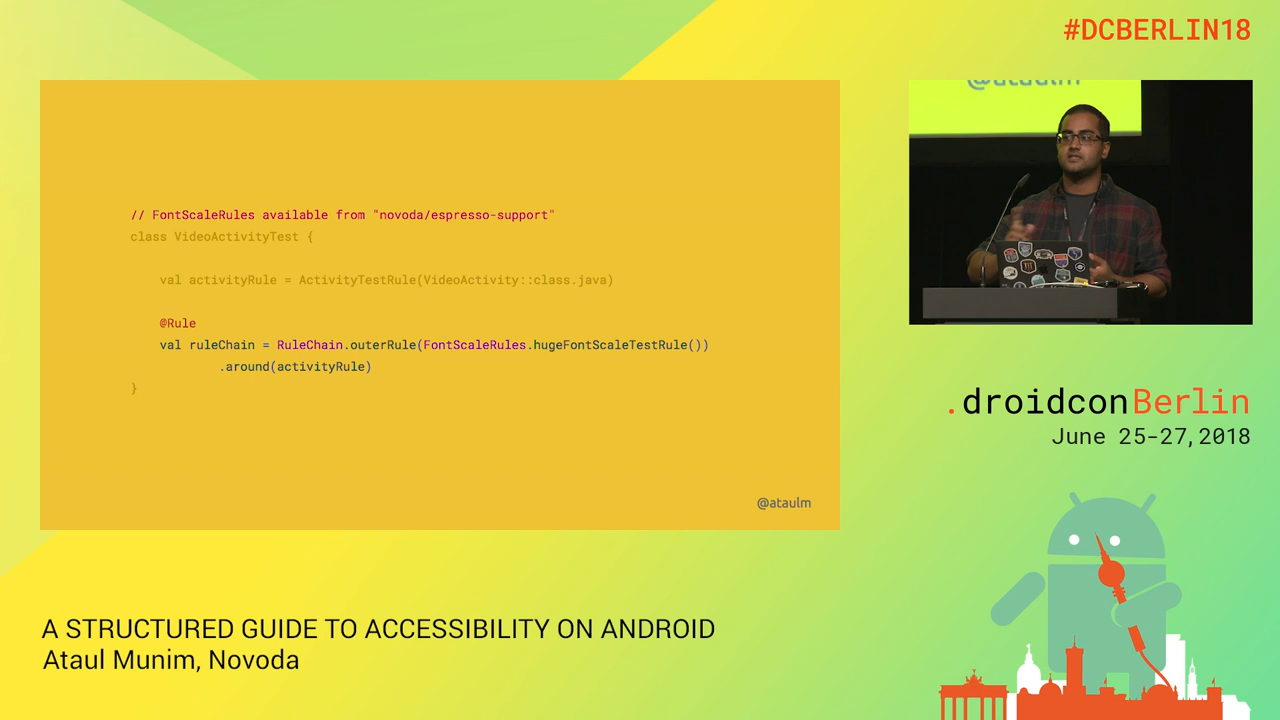 #DCBERLIN18
@ataulm
// FontScaleRules available from "novoda/espresso-support"
class VideoActivityTest {
val activityRule = ActivityTestRule(VideoActivity::class.java)
@Rule
val ruleChain = RuleChain.outerRule(FontScaleRules.hugeFontScaleTestRule())
.around(activityRule)
}
@ataulm
.droidconBerlin
June 25-27, 2018
A STRUCTURED GUIDE TO ACCESSIBILITY ON ANDROID
Ataul Munim, Novoda